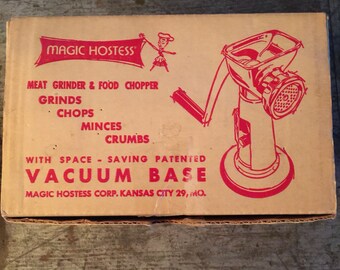 MAGIC HOSTESS®
MEAT GRINDER & FOOD CHOPPER
GRINDS
CHOPS
MINCES
CRUMBS
WITH SPACE - SAVING PATENTED
VACUUM BASE
MAGIC HOSTESS CORP. KANSAS CITY 29, MO.